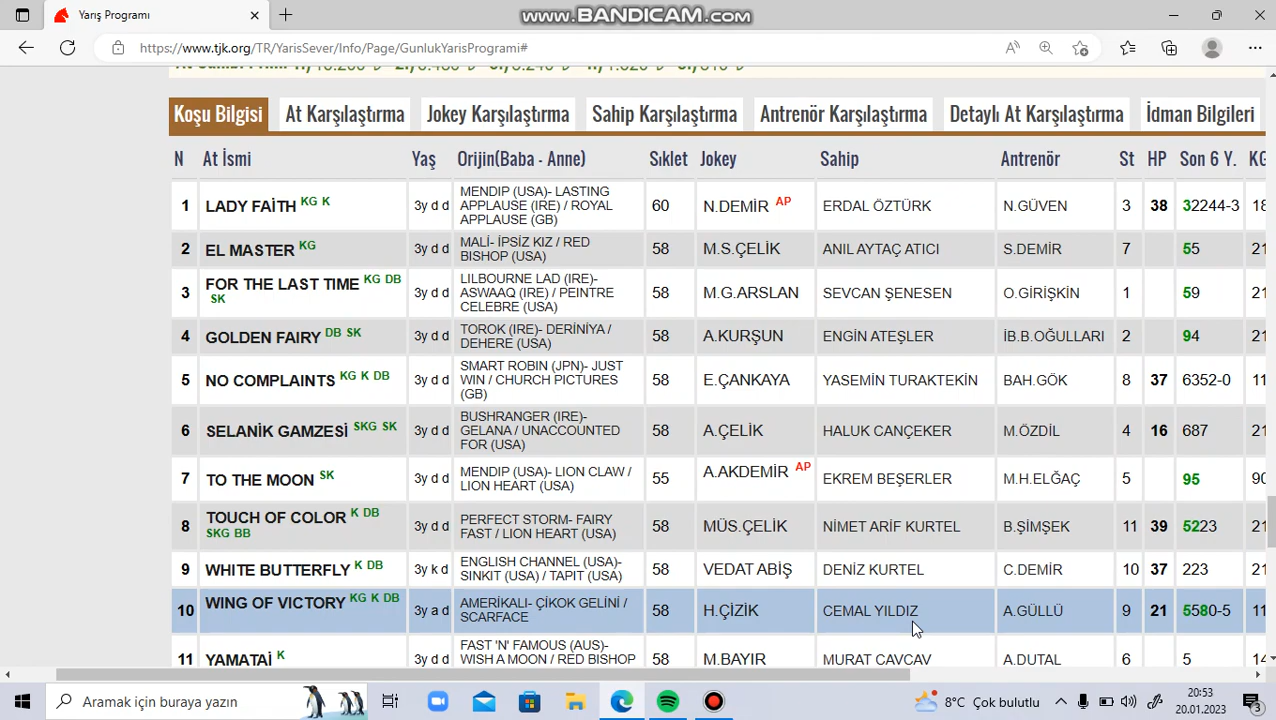 Yarış Programı
www.BANDICAM.com
https://www.tjk.org/TR/YarisSever/Info/Page/GunlukYarisProgrami#
Koşu Bilgisi At Karşılaştırma Jokey Karşılaştırma Sahip Karşılaştırma Antrenör Karşılaştırma Detaylı At Karşılaştırma İdman Bilgileri
N At İsmi Yaş Orijin(Baba - Anne) Sıklet Jokey Sahip Antrenör St HP Son 6 Y. KG
1 LADY FAİTH KG K 3y d d MENDIP (USA)- LASTING APPLAUSE (IRE) / ROYAL APPLAUSE (GB) 60 N.DEMİR AP ERDAL ÖZTÜRK N.GÜVEN 3 38 32244-3 18
2 EL MASTER KG 3y d d MALİ- İPSİZ KIZ / RED BISHOP (USA) 58 M.S.ÇELİK ANIL AYTAÇ ATICI S.DEMİR 7 55 21
3 FOR THE LAST TIME KG DB SK 3y d d LILBOURNE LAD (IRE)- ASWAAQ (IRE) / PEINTRE CELEBRE (USA) 58 M.G.ARSLAN SEVCAN ŞENESEN O.GİRİŞKİN 1 59 21
4 GOLDEN FAIRY DB SK 3y d d TOROK (IRE)- DERİNİYA / DEHERE (USA) 58 A.KURŞUN ENGİN ATEŞLER İB.B.OĞULLARI 2 94 21
5 NO COMPLAINTS KG K DB 3y d d SMART ROBIN (JPN)- JUST WIN / CHURCH PICTURES (GB) 58 E.ÇANKAYA YASEMİN TURAKTEKİN BAH.GÖK 8 37 6352-0 11
6 SELANİK GAMZESİ SKG SK 3y d d BUSHRANGER (IRE)- GELANA / UNACCOUNTED FOR (USA) 58 A.ÇELİK HALUK CANÇEKER M.ÖZDİL 4 16 687 21
7 TO THE MOON SK 3y d d MENDIP (USA)- LION CLAW / LION HEART (USA) 55 A.AKDEMİR AP EKREM BEŞERLER M.H.ELĞAÇ 5 95 90
8 TOUCH OF COLOR K DB SKG BB 3y d d PERFECT STORM- FAIRY FAST / LION HEART (USA) 58 MÜS.ÇELİK NİMET ARİF KURTEL B.ŞİMŞEK 11 39 5223 21
9 WHITE BUTTERFLY K DB 3y k d ENGLISH CHANNEL (USA)- SINKIT (USA) / TAPIT (USA) 58 VEDAT ABİŞ DENİZ KURTEL C.DEMİR 10 37 223 21
10 WING OF VICTORY KG K DB 3y a d AMERİKALI- ÇİKOK GELİNİ / SCARFACE 58 H.ÇİZİK CEMAL YILDIZ A.GÜLLÜ 9 21 5580-5 11
11 YAMATAİ K FAST 'N' FAMOUS (AUS)- WISH A MOON / RED BISHOP 58 M.BAYIR MURAT CAVCAV A.DUTAL 6 5 14
Aramak için buraya yazın
8°C Çok bulutlu
20:53
20.01.2023
3